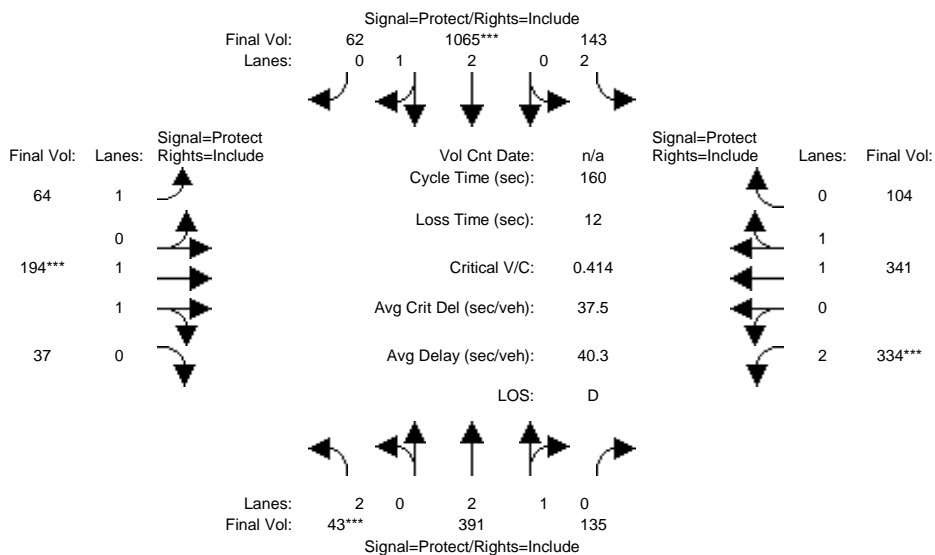 Signal=Protect/Rights=Include
Final Vol: 62 1065*** 143
Lanes: 0 1 2 0 2
Signal=Protect
Final Vol: Lanes: Rights=Include
Vol Cnt Date: n/a
Signal=Protect
Rights=Include Lanes: Final Vol:
Cycle Time (sec): 160
64 1
0 104
Loss Time (sec): 12
0
1
194*** 1
Critical V/C: 0.414
1 341
1
Avg Crit Del (sec/veh): 37.5
0
37 0
Avg Delay (sec/veh): 40.3
2 334***
LOS: D
Lanes: 2 0 2 1 0
Final Vol: 43*** 391 135
Signal=Protect/Rights=Include